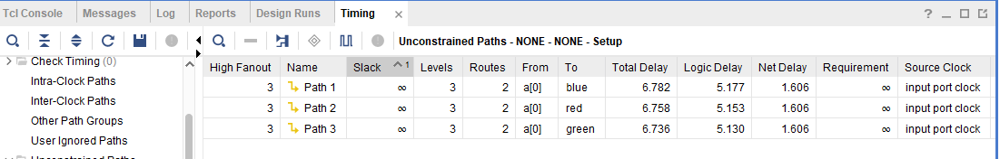 Tcl Console Messages Log Reports Design Runs Timing
Unconstrained Paths - NONE - NONE - Setup
Check Timing (0)
Intra-Clock Paths
Inter-Clock Paths
Other Path Groups
User Ignored Paths
Unconstrained Paths
High Fanout Name Slack ^1 Levels Routes From To Total Delay Logic Delay Net Delay Requirement Source Clock
3 Path 1 ∞ 3 2 a[0] blue 6.782 5.177 1.606 ∞ input port clock
3 Path 2 ∞ 3 2 a[0] red 6.758 5.153 1.606 ∞ input port clock
3 Path 3 ∞ 3 2 a[0] green 6.736 5.130 1.606 ∞ input port clock